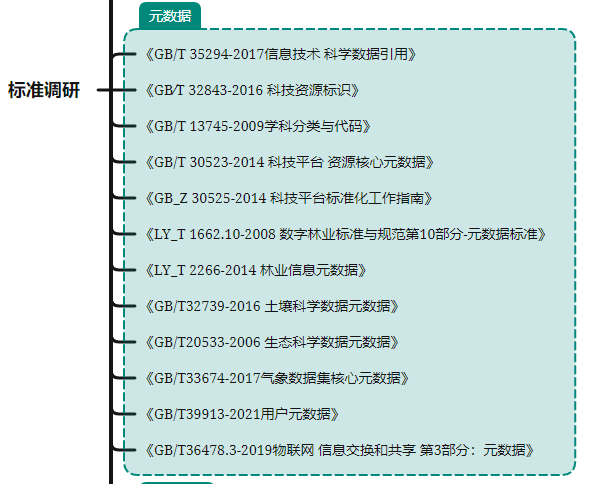 元数据
标准调研
《GB/T 35294-2017信息技术 科学数据引用》
《GB/T 32843-2016 科技资源标识》
《GB/T 13745-2009学科分类与代码》
《GB/T 30523-2014 科技平台 资源核心元数据》
《GB_Z 30525-2014 科技平台标准化工作指南》
《LY_T 1662.10-2008 数字林业标准与规范第10部分-元数据标准》
《LY_T 2266-2014 林业信息元数据》
《GB/T32739-2016 土壤科学数据元数据》
《GB/T20533-2006 生态科学数据元数据》
《GB/T33674-2017气象数据集核心元数据》
《GB/T39913-2021用户元数据》
《GB/T36478.3-2019物联网 信息交换和共享 第3部分：元数据》